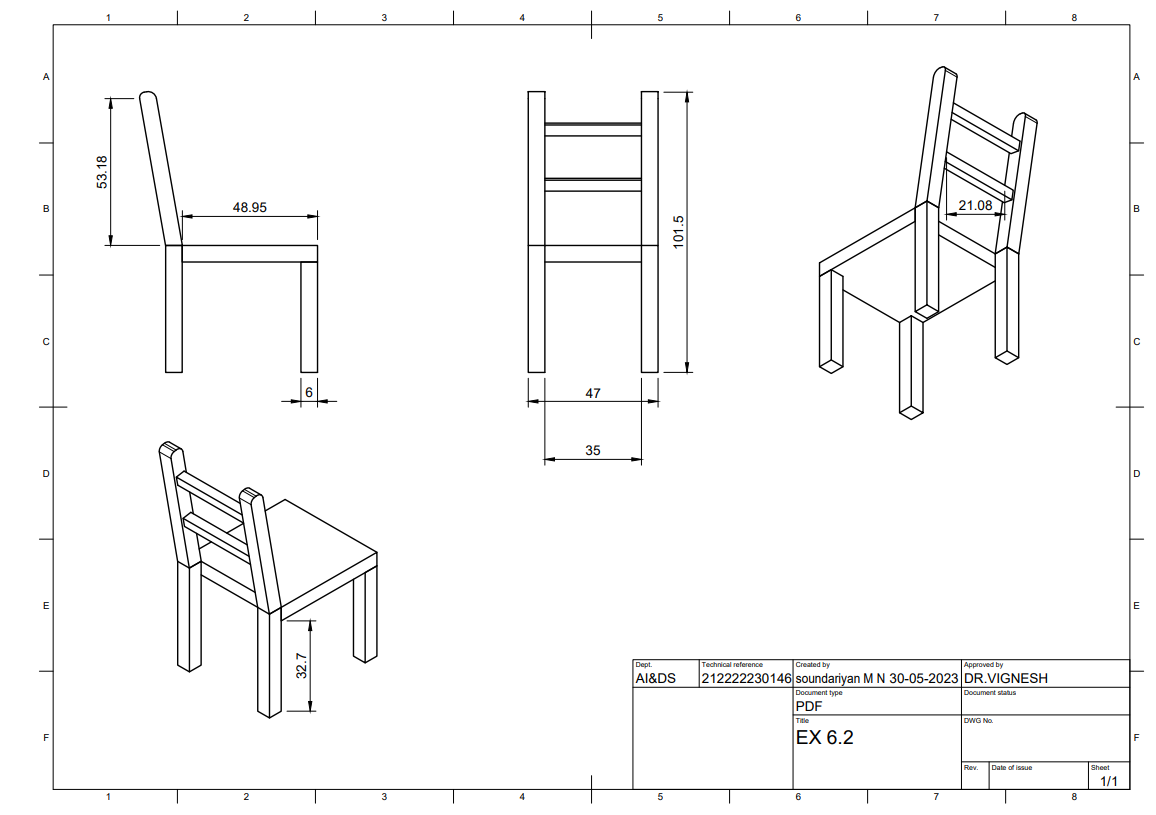 1 2 3 4 5 6 7 8
A A
53.18
48.95
101.5
21.08
B B
C C
6
47
35
D D
E E
32.7
Dept. Technical reference Created by Approved by
AI&DS 212222230146 soundariyan M N 30-05-2023 DR.VIGNESH
Document type Document status
PDF
Title DWG No.
EX 6.2
F F
Rev. Date of issue Sheet
1/1
1 2 3 4 5 6 7 8